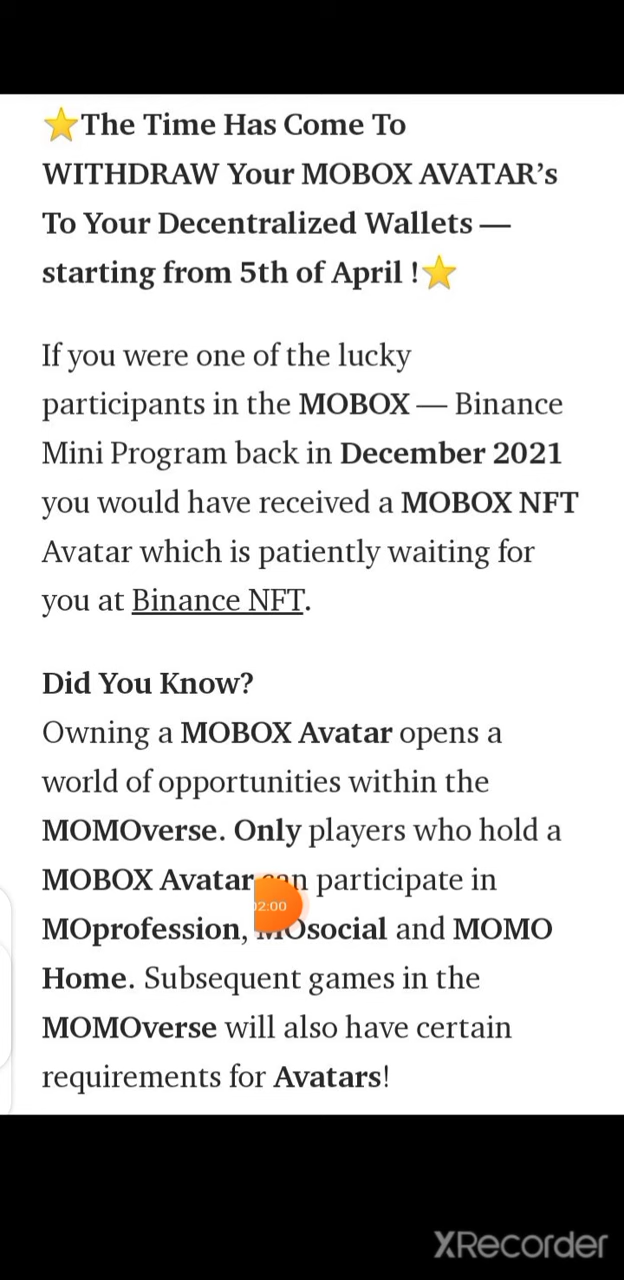 ⭐The Time Has Come To
WITHDRAW Your MOBOX AVATAR’s
To Your Decentralized Wallets —
starting from 5th of April !⭐
If you were one of the lucky
participants in the MOBOX — Binance
Mini Program back in December 2021
you would have received a MOBOX NFT
Avatar which is patiently waiting for
you at Binance NFT.
Did You Know?
Owning a MOBOX Avatar opens a
world of opportunities within the
MOMOverse. Only players who hold a
MOBOX Avatar can participate in
02:00
MOprofession, MOsocial and MOMO
Home. Subsequent games in the
MOMOverse will also have certain
requirements for Avatars!
XRecorder